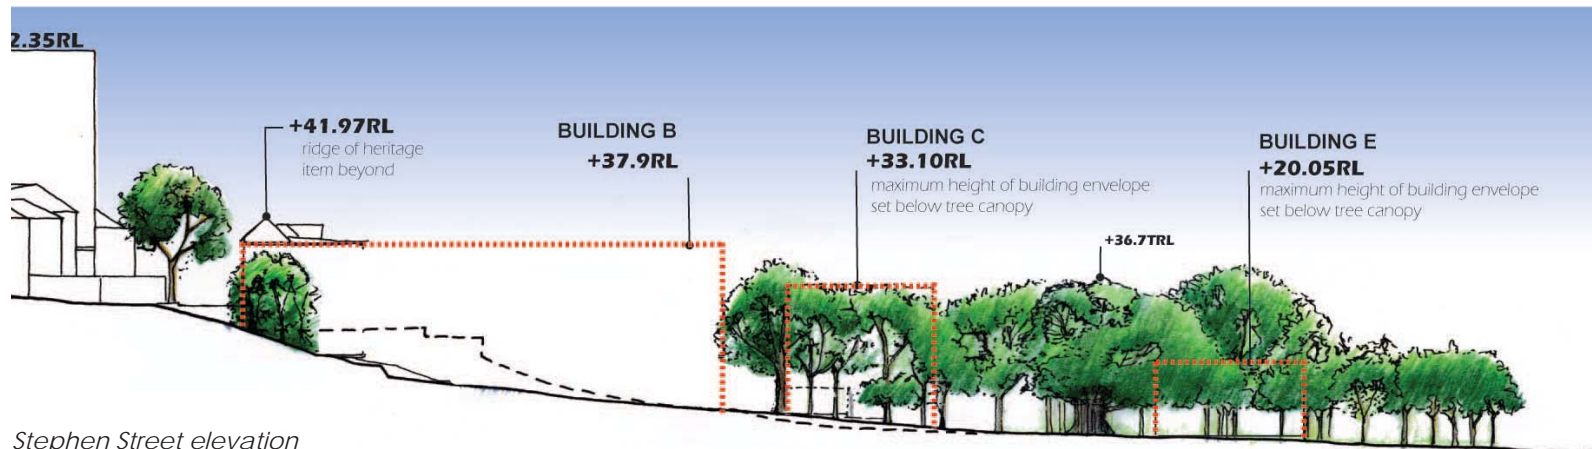 2.35RL
+41.97RL
ridge of heritage
item beyond
BUILDING B
+37.9RL
BUILDING C
+33.10RL
maximum height of building envelope
set below tree canopy
+36.7TRL
BUILDING E
+20.05RL
maximum height of building envelope
set below tree canopy
Stephen Street elevation